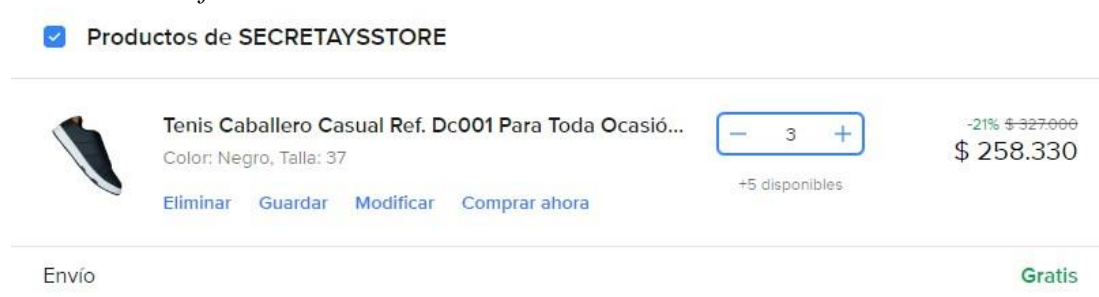 Productos de SECRETAYSSTORE
Tenis Caballero Casual Ref. Dc001 Para Toda Ocasió...
Color: Negro, Talla: 37
Eliminar Guardar Modificar Comprar ahora
− 3 +
+5 disponibles
-21% $ 327.000
$ 258.330
Envío
Gratis